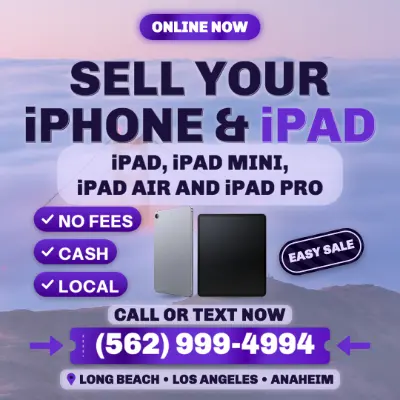 ONLINE NOW
SELL YOUR
iPHONE & iPAD
iPAD, iPAD MINI,
iPAD AIR AND iPAD PRO
NO FEES
CASH
LOCAL
EASY SALE
CALL OR TEXT NOW
(562) 999-4994
LONG BEACH • LOS ANGELES • ANAHEIM